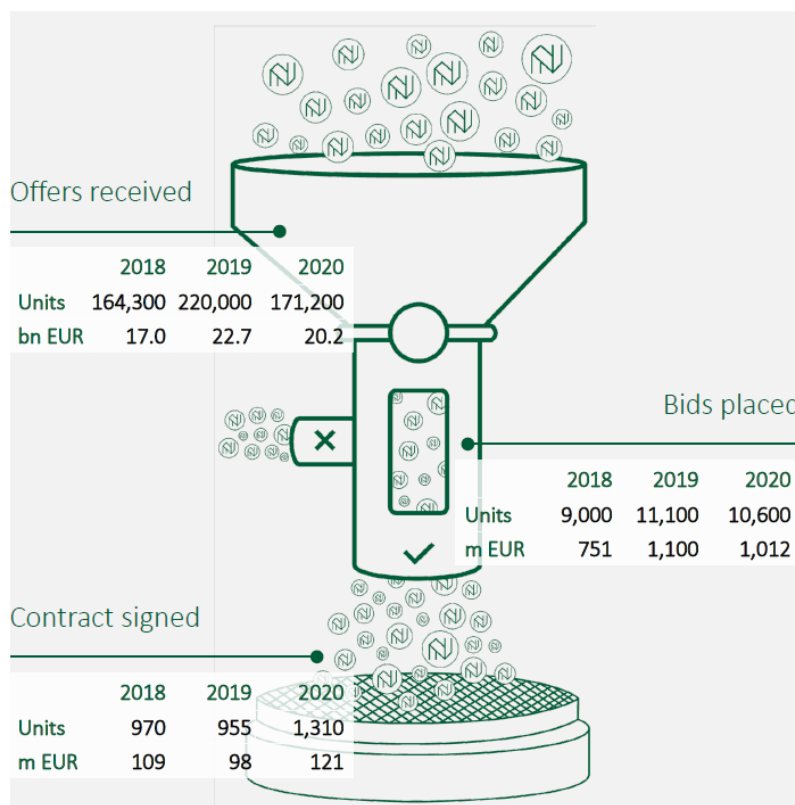 Offers received
2018 2019 2020
Units 164,300 220,000 171,200
bn EUR 17.0 22.7 20.2
Bids placed
2018 2019 2020
Units 9,000 11,100 10,600
m EUR 751 1,100 1,012
Contract signed
2018 2019 2020
Units 970 955 1,310
m EUR 109 98 121